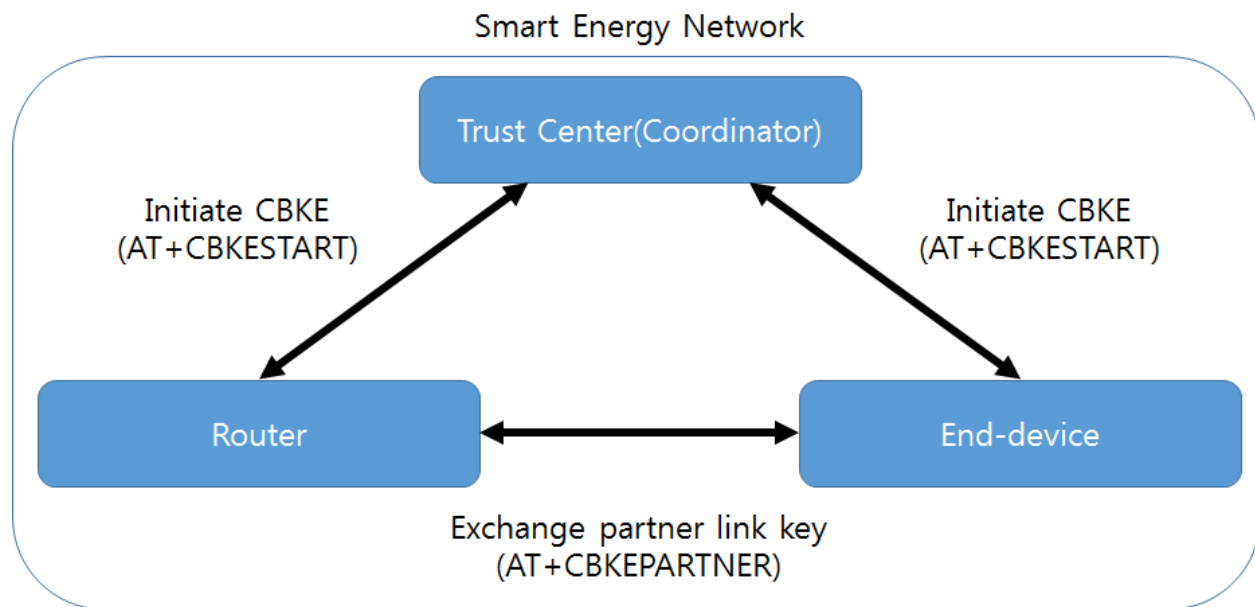 Smart Energy Network
Trust Center(Coordinator)
Initiate CBKE
(AT+CBKESTART)
Initiate CBKE
(AT+CBKESTART)
Router
End-device
Exchange partner link key
(AT+CBKEPARTNER)